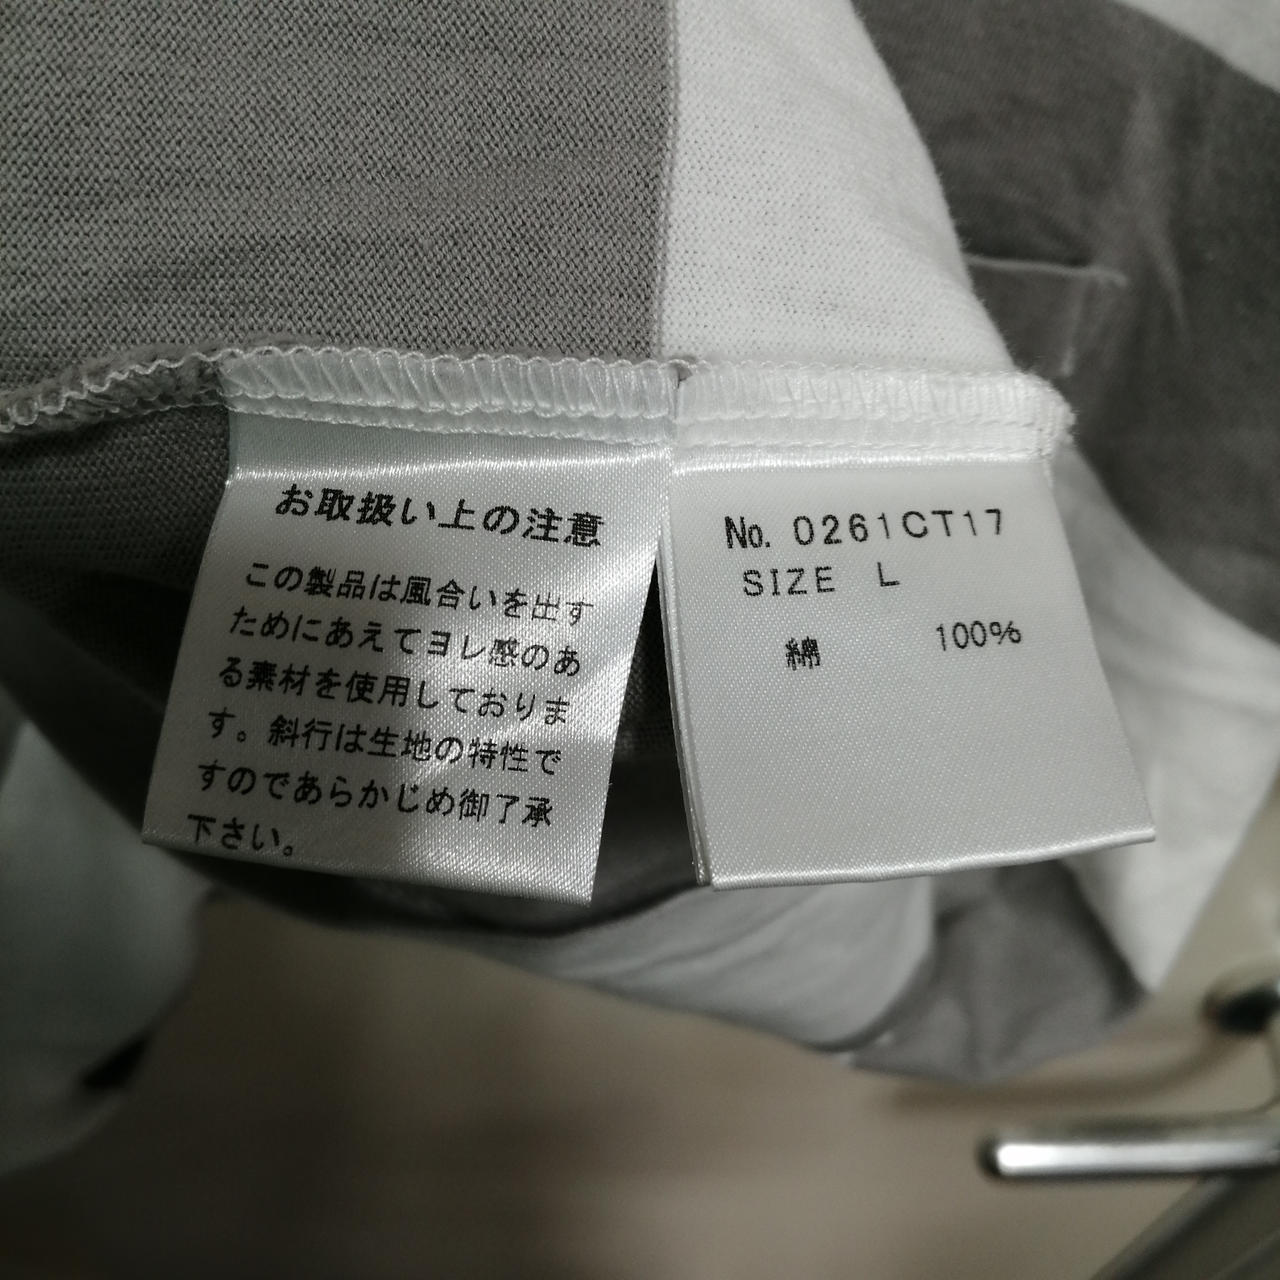 お取扱い上の注意
この製品は風合いを出す
ためにあえてヨレ感のあ
る素材を使用しておりま
す。斜行は生地の特性で
すのであらかじめ御了承
下さい。
No. 0261CT17
SIZE L
綿 100%